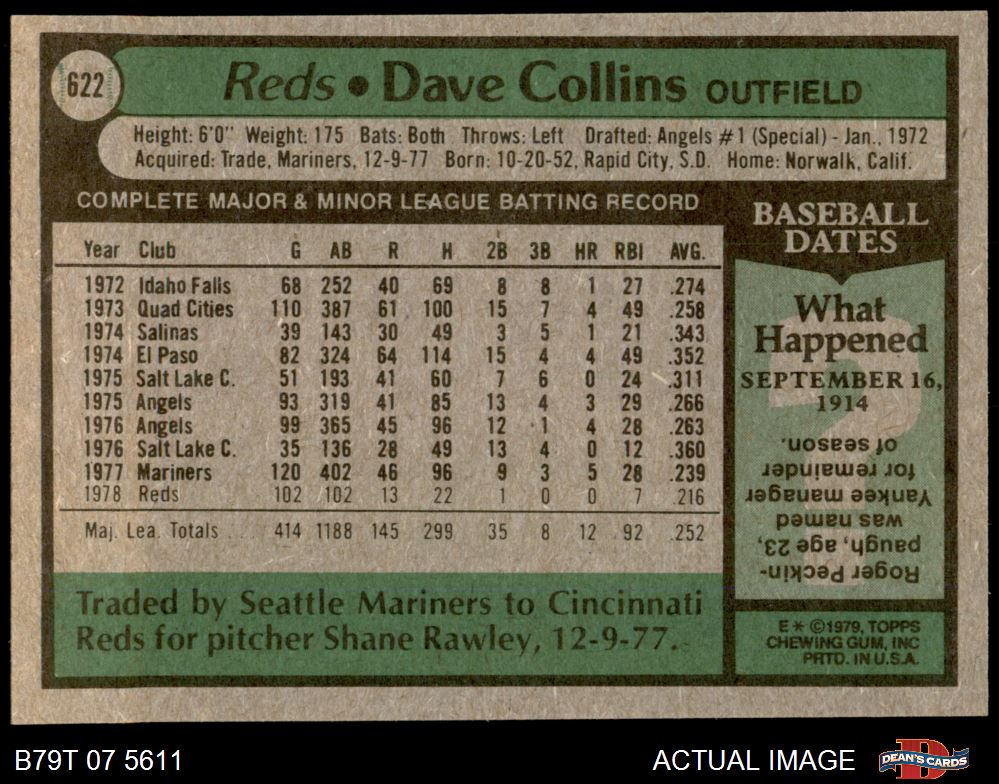 622
Reds • Dave Collins OUTFIELD
Height: 6'0" Weight: 175 Bats: Both Throws: Left Drafted: Angels #1 (Special) - Jan., 1972
Acquired: Trade, Mariners, 12-9-77 Born: 10-20-52, Rapid City, S.D. Home: Norwalk, Calif.
COMPLETE MAJOR & MINOR LEAGUE BATTING RECORD
Year Club G AB R H 2B 3B HR RBI AVG.
1972 Idaho Falls 68 252 40 69 8 8 1 27 .274
1973 Quad Cities 110 387 61 100 15 7 4 49 .258
1974 Salinas 39 143 30 49 3 5 1 21 .343
1974 El Paso 82 324 64 114 15 4 4 49 .352
1975 Salt Lake C. 51 193 41 60 7 6 0 24 .311
1975 Angels 93 319 41 85 13 4 3 29 .266
1976 Angels 99 365 45 96 12 1 4 28 .263
1976 Salt Lake C. 35 136 28 49 13 4 0 12 .360
1977 Mariners 120 402 46 96 9 3 5 28 .239
1978 Reds 102 102 13 22 1 0 0 7 .216
Maj. Lea. Totals . . . 414 1188 145 299 35 8 12 92 .252
Traded by Seattle Mariners to Cincinnati
Reds for pitcher Shane Rawley, 12-9-77.
BASEBALL
DATES
What
Happened
SEPTEMBER 16,
1914
Roger Peckin-
paugh, age 23,
was named
Yankee manager
for remainder
of season.
E * ©1979, TOPPS
CHEWING GUM, INC
PRTD. IN U.S.A.
B79T 07 5611
ACTUAL IMAGE
DEAN'S CARDS